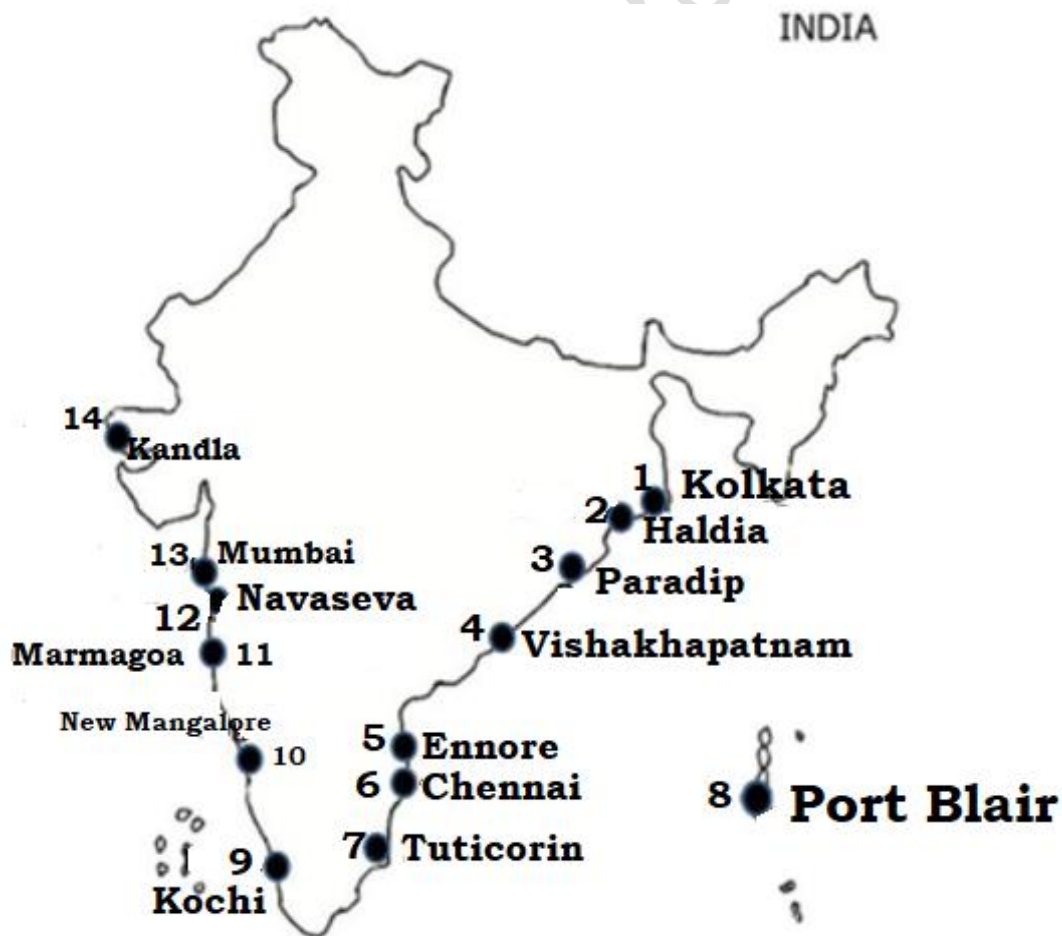 INDIA
14
Kandla
1 Kolkata
2 Haldia
13 Mumbai
3 Paradip
Navaseva
12
4 Vishakhapatnam
Marmagoa 11
New Mangalore
10
5 Ennore
6 Chennai
8 Port Blair
7 Tuticorin
9
Kochi